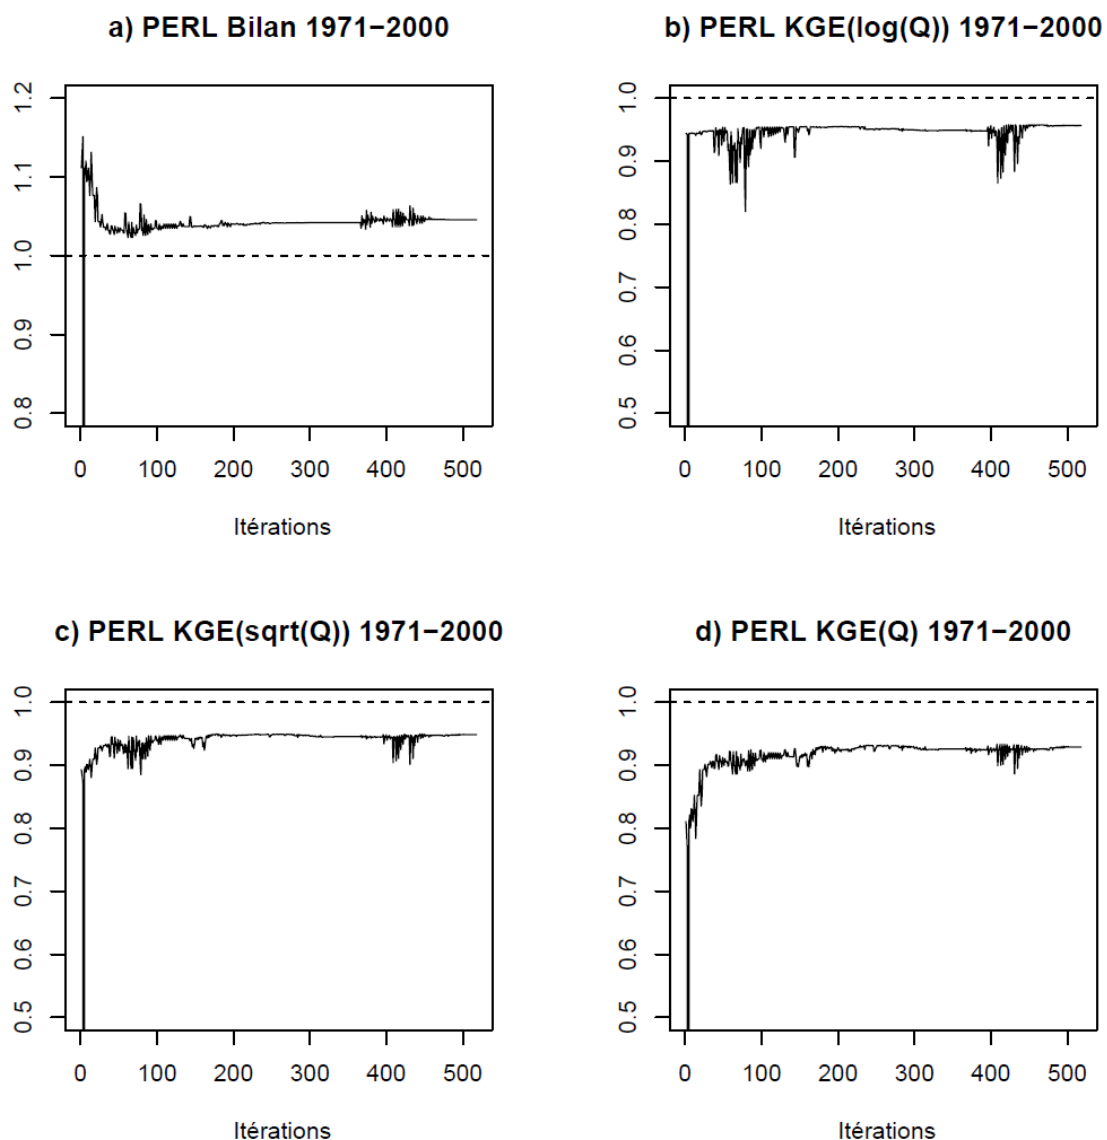 a) PERL Bilan 1971−2000
1.2
1.1
1.0
0.9
0.8
0 100 200 300 400 500
Itérations
b) PERL KGE(log(Q)) 1971−2000
1.0
0.9
0.8
0.7
0.6
0.5
0 100 200 300 400 500
Itérations
c) PERL KGE(sqrt(Q)) 1971−2000
1.0
0.9
0.8
0.7
0.6
0.5
0 100 200 300 400 500
Itérations
d) PERL KGE(Q) 1971−2000
1.0
0.9
0.8
0.7
0.6
0.5
0 100 200 300 400 500
Itérations